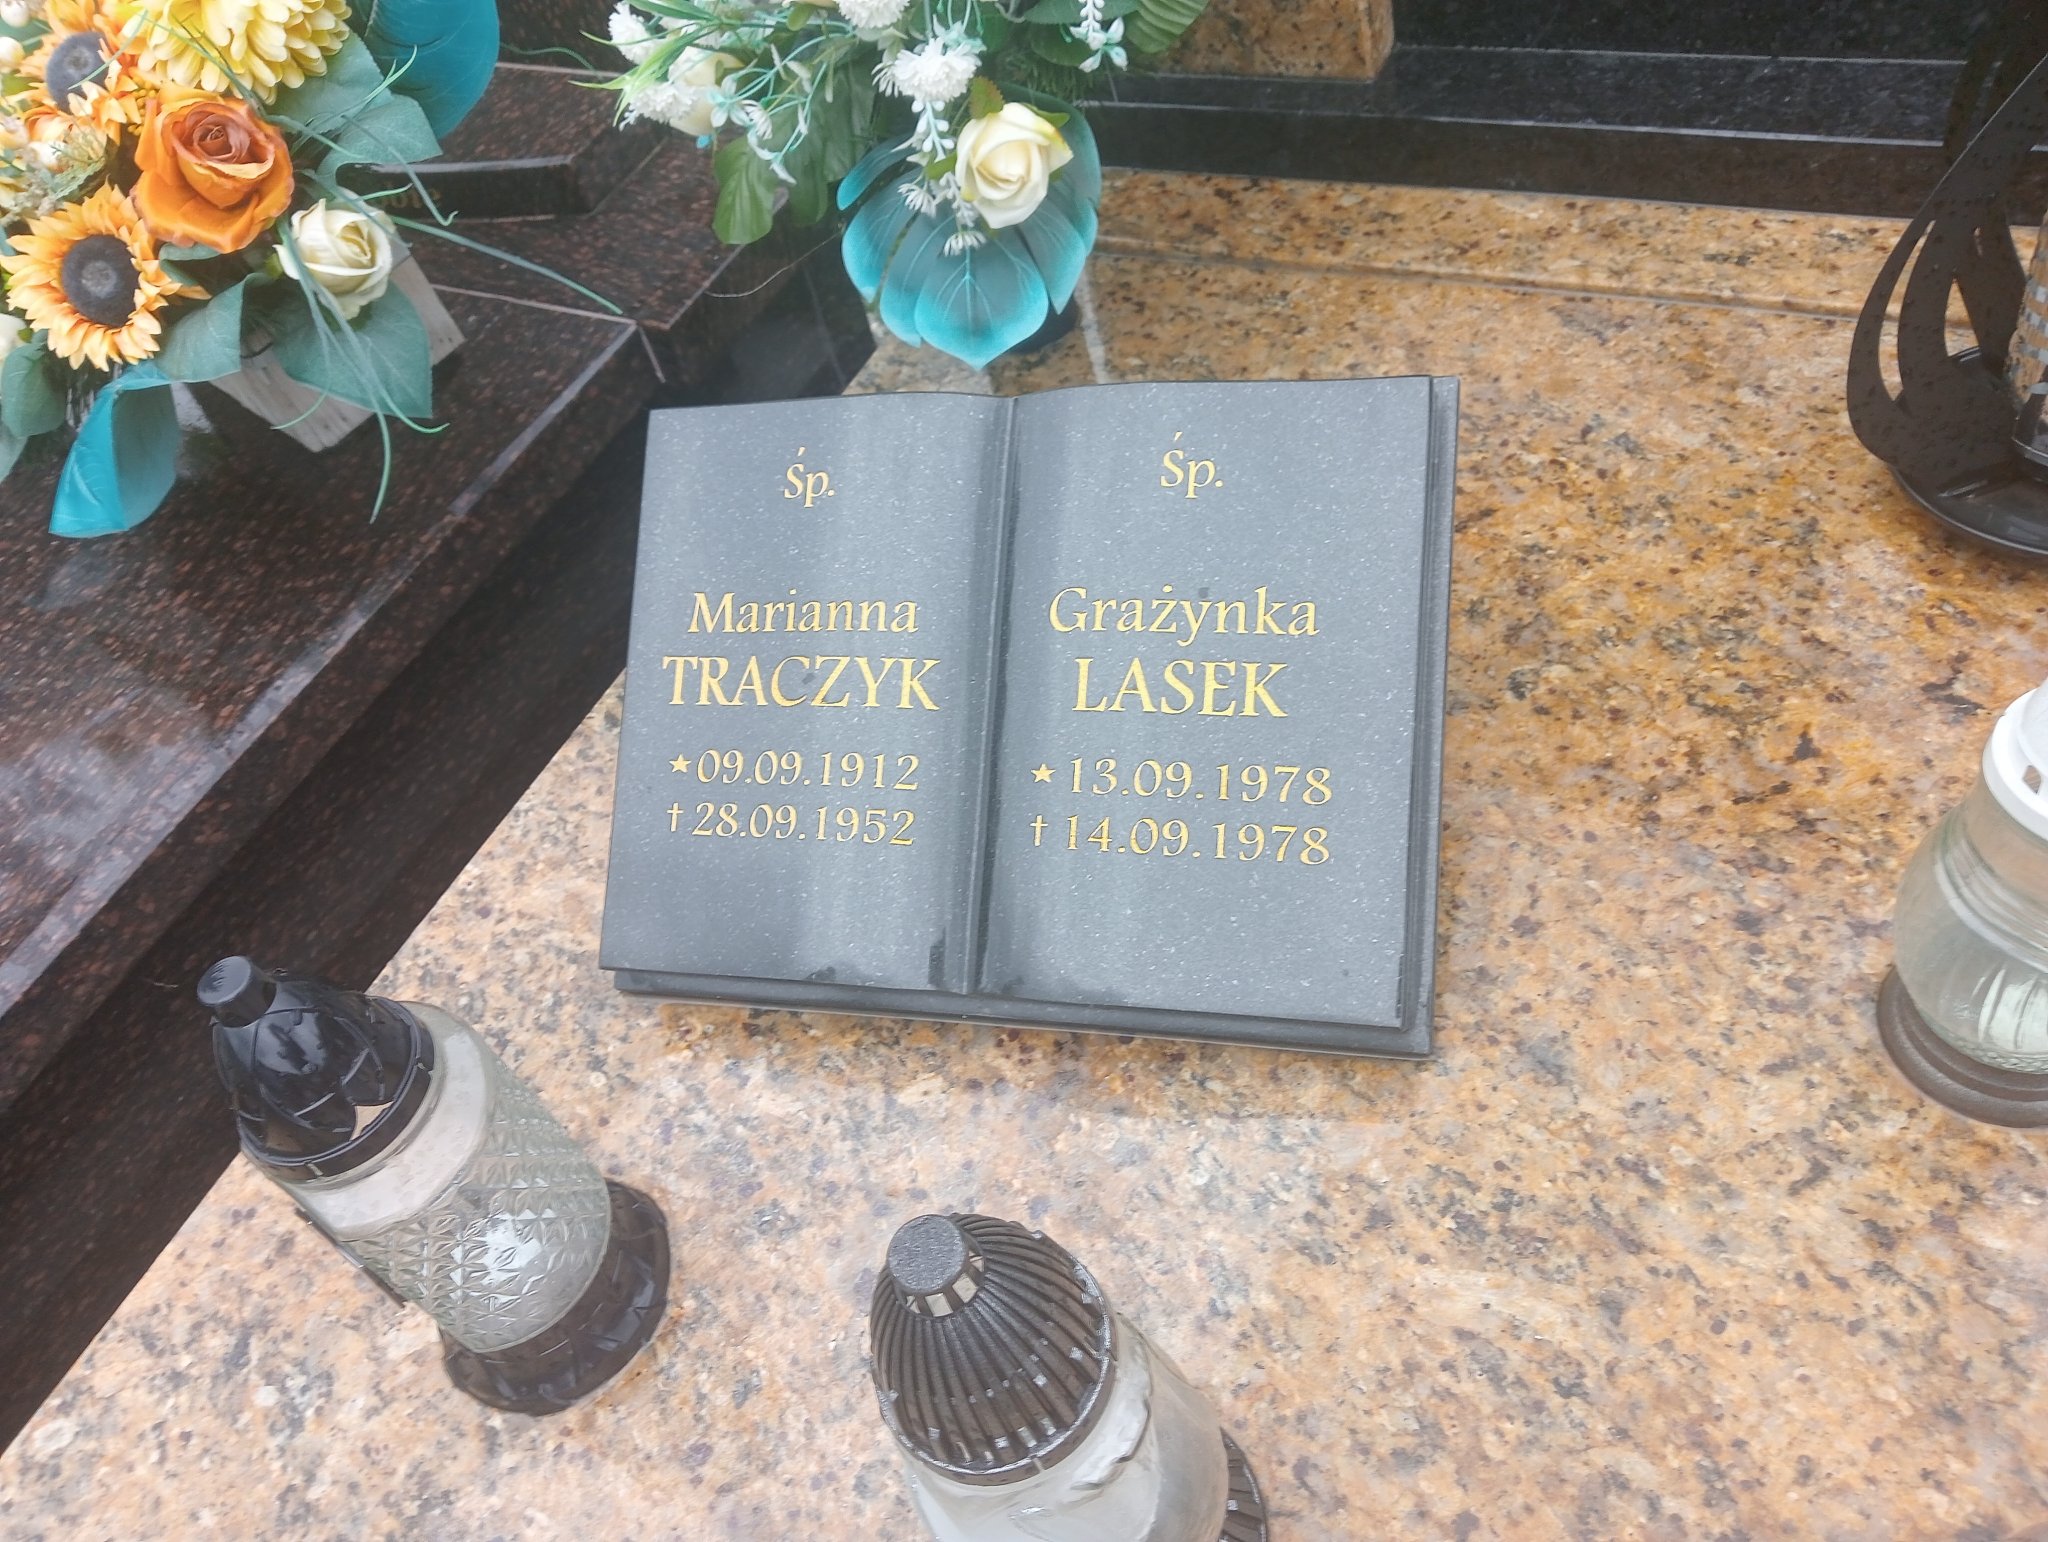 Śp.
Marianna
TRACZYK
★09.09.1912
†28.09.1952
Śp.
Grażynka
LASEK
★13.09.1978
†14.09.1978